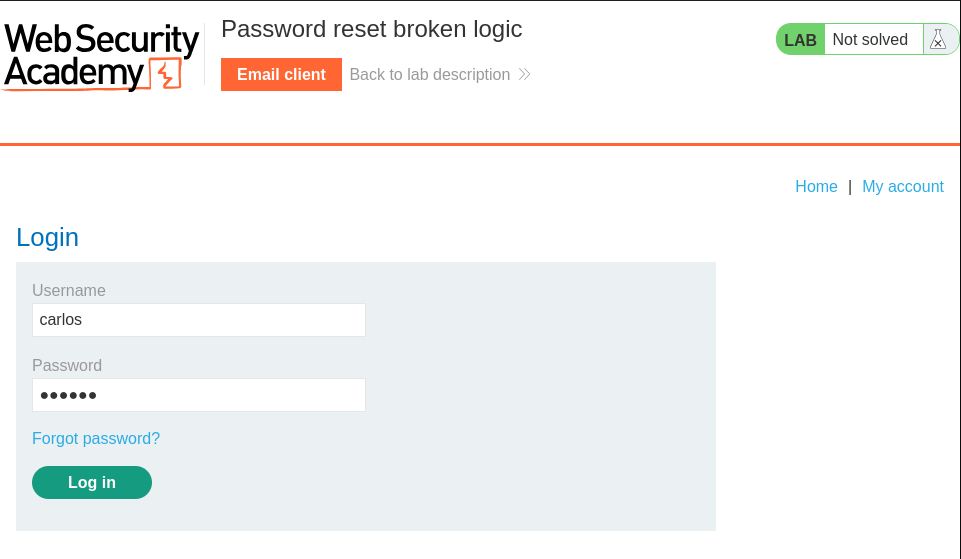 Web Security
Academy
Password reset broken logic
Email client
Back to lab description
LAB Not solved
Home | My account
Login
Username
carlos
Password
●●●●●●
Forgot password?
Log in